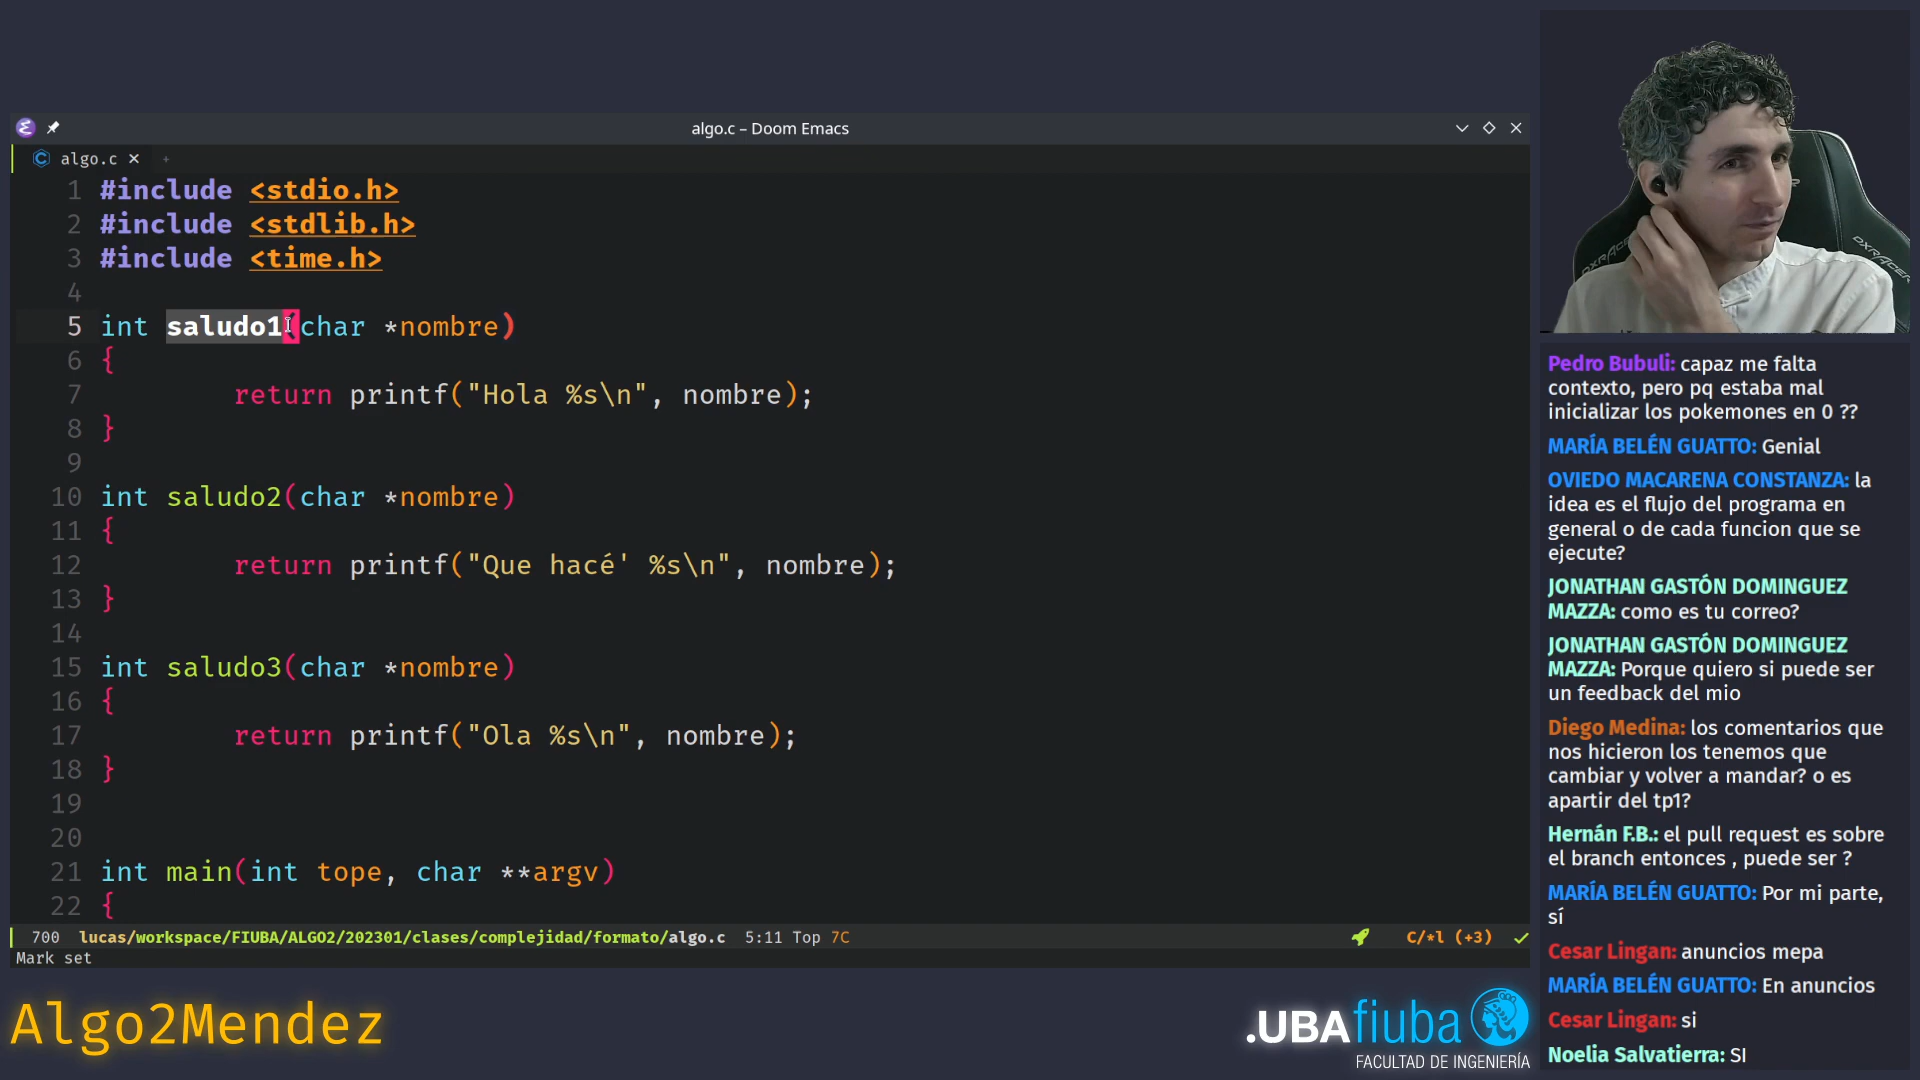 algo.c – Doom Emacs
algo.c
1 #include <stdio.h>
2 #include <stdlib.h>
3 #include <time.h>
4
5 int saludo1(char *nombre)
6 {
7 return printf("Hola %s\n", nombre);
8 }
9
10 int saludo2(char *nombre)
11 {
12 return printf("Que hacé' %s\n", nombre);
13 }
14
15 int saludo3(char *nombre)
16 {
17 return printf("Ola %s\n", nombre);
18 }
19
20
21 int main(int tope, char **argv)
22 {
700 lucas/workspace/FIUBA/ALGO2/202301/clases/complejidad/formato/algo.c 5:11 Top 7C C/*l (+3)
Mark set
Algo2Mendez
.UBAfiuba
FACULTAD DE INGENIERÍA
DXRACER
Pedro Bubuli: capaz me falta
contexto, pero pq estaba mal
inicializar los pokemones en 0 ??
MARÍA BELÉN GUATTO: Genial
OVIEDO MACARENA CONSTANZA: la
idea es el flujo del programa en
general o de cada funcion que se
ejecute?
JONATHAN GASTÓN DOMINGUEZ
MAZZA: como es tu correo?
JONATHAN GASTÓN DOMINGUEZ
MAZZA: Porque quiero si puede ser
un feedback del mio
Diego Medina: los comentarios que
nos hicieron los tenemos que
cambiar y volver a mandar? o es
apartir del tp1?
Hernán F.B.: el pull request es sobre
el branch entonces , puede ser ?
MARÍA BELÉN GUATTO: Por mi parte,
sí
Cesar Lingan: anuncios mepa
MARÍA BELÉN GUATTO: En anuncios
Cesar Lingan: si
Noelia Salvatierra: SI